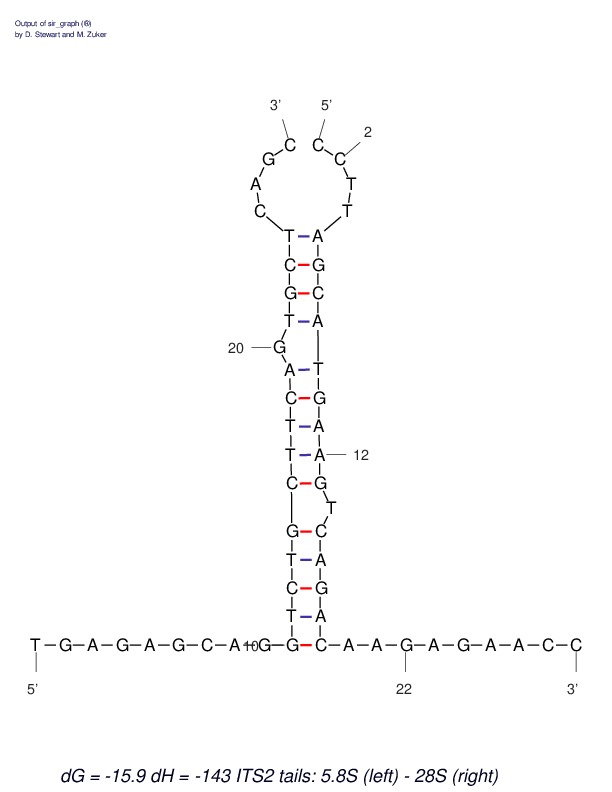 Output of sir_graph (®)
by D. Stewart and M. Zuker
3' 5'
C C 2
G C
A T
C T
T A
C G
G C
T A
20 G
A T
C G
T A
T A 12
C G
T
G C
T A
C G
T A
T G A G A G C A 10 G G C A A G A G A A C C
5' 22 3'
dG = -15.9 dH = -143 ITS2 tails: 5.8S (left) - 28S (right)